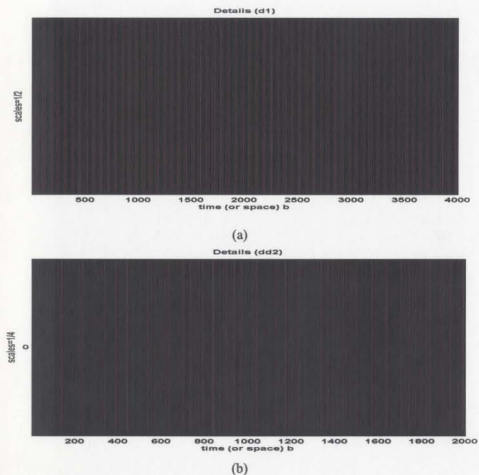 Details (d1)
scales=1/2
500 1000 1500 2000 2500 3000 3500 4000
time (or space) b
(a)
Details (dd2)
scales=1/4
0
200 400 600 800 1000 1200 1400 1600 1800 2000
time (or space) b
(b)